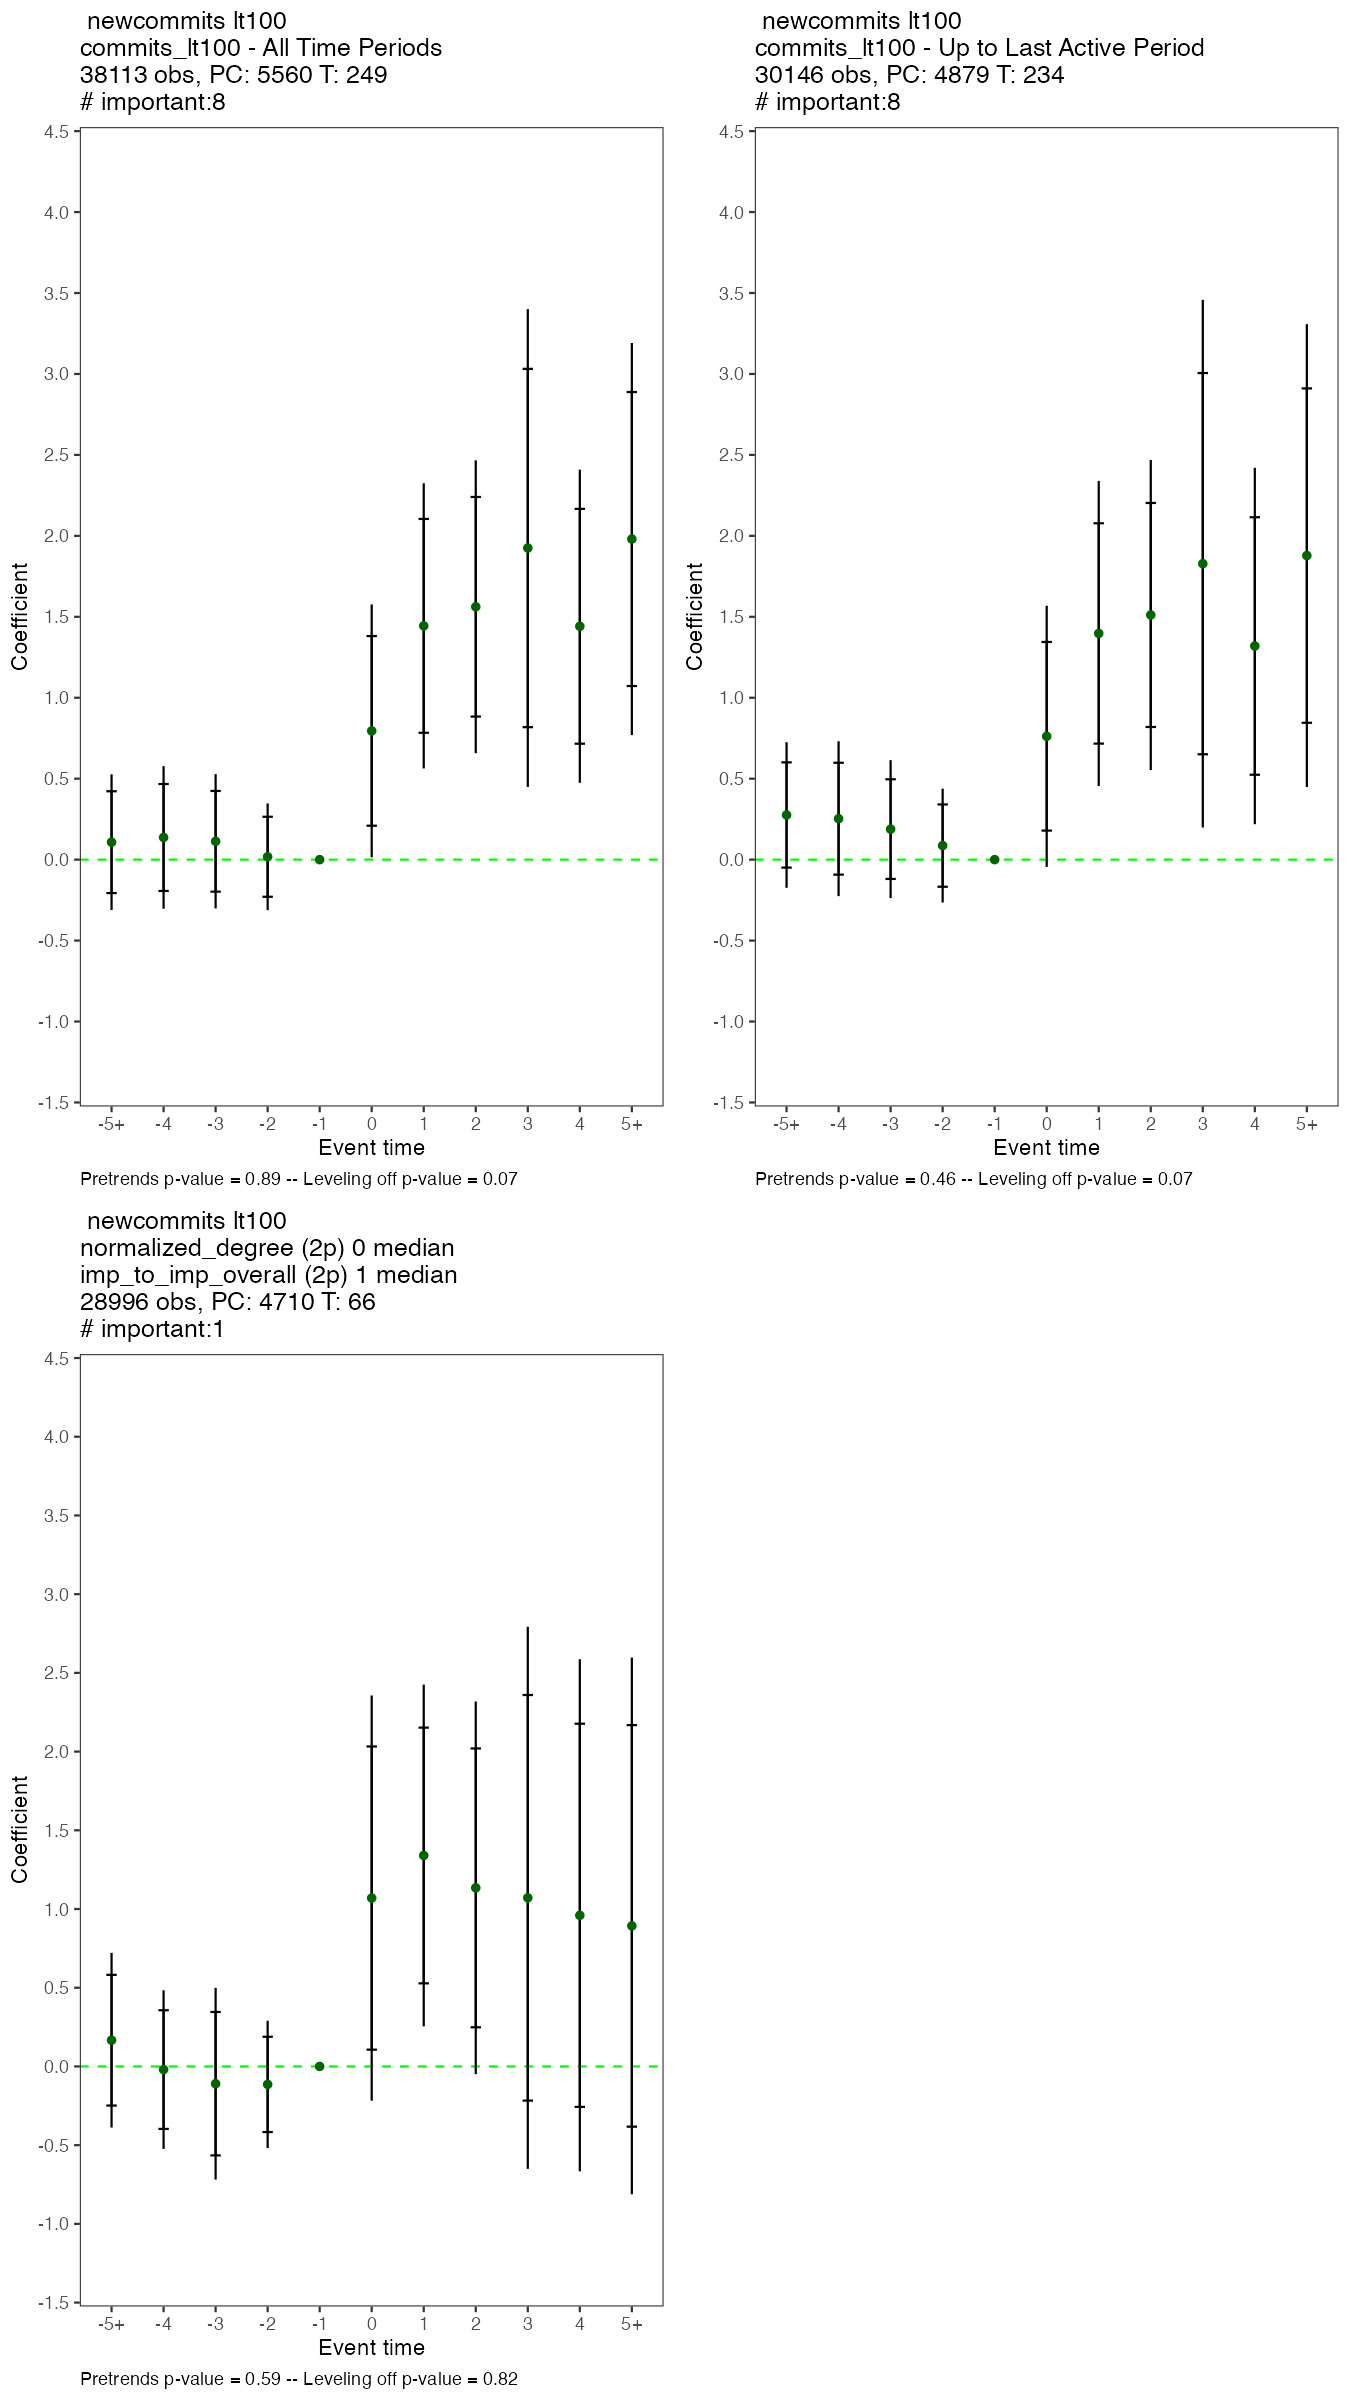 newcommits lt100
commits_lt100 - All Time Periods
38113 obs, PC: 5560 T: 249
# important:8
4.5
4.0
3.5
3.0
2.5
2.0
1.5
1.0
0.5
0.0
-0.5
-1.0
-1.5
Coefficient
-5+ -4 -3 -2 -1 0 1 2 3 4 5+
Event time
Pretrends p-value = 0.89 -- Leveling off p-value = 0.07
newcommits lt100
commits_lt100 - Up to Last Active Period
30146 obs, PC: 4879 T: 234
# important:8
4.5
4.0
3.5
3.0
2.5
2.0
1.5
1.0
0.5
0.0
-0.5
-1.0
-1.5
Coefficient
-5+ -4 -3 -2 -1 0 1 2 3 4 5+
Event time
Pretrends p-value = 0.46 -- Leveling off p-value = 0.07
newcommits lt100
normalized_degree (2p) 0 median
imp_to_imp_overall (2p) 1 median
28996 obs, PC: 4710 T: 66
# important:1
4.5
4.0
3.5
3.0
2.5
2.0
1.5
1.0
0.5
0.0
-0.5
-1.0
-1.5
Coefficient
-5+ -4 -3 -2 -1 0 1 2 3 4 5+
Event time
Pretrends p-value = 0.59 -- Leveling off p-value = 0.82